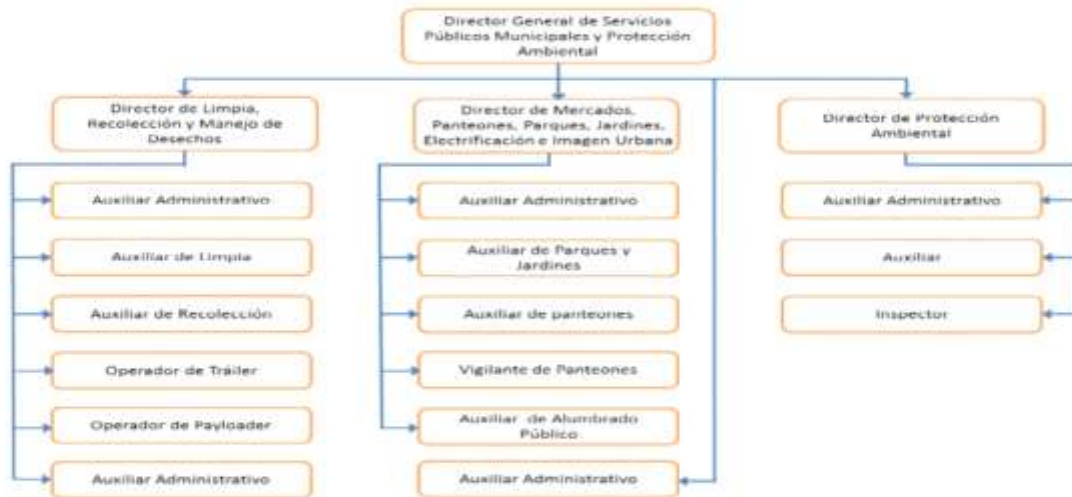 Director General de Servicios
Públicos Municipales y Protección
Ambiental
Director de Limpia,
Recolección y Manejo de
Desechos
Auxiliar Administrativo
Auxiliar de Limpia
Auxiliar de Recolección
Operador de Tráiler
Operador de Payloader
Auxiliar Administrativo
Director de Mercados,
Panteones, Parques, Jardines,
Electrificación e Imagen Urbana
Auxiliar Administrativo
Auxiliar de Parques y
Jardines
Auxiliar de panteones
Vigilante de Panteones
Auxiliar de Alumbrado
Público
Auxiliar Administrativo
Director de Protección
Ambiental
Auxiliar Administrativo
Auxiliar
Inspector